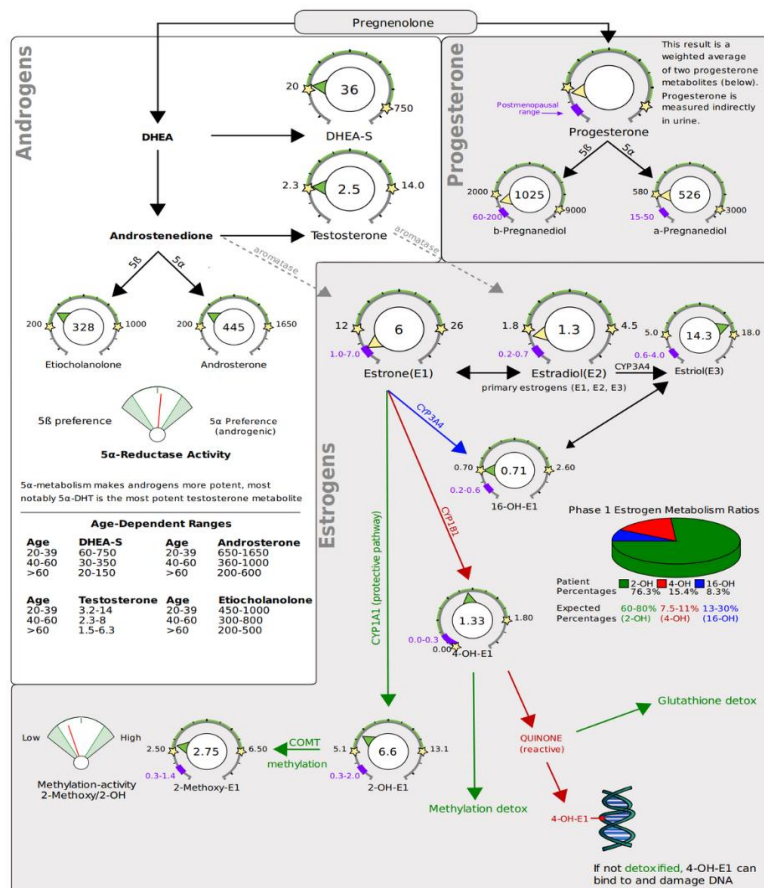 Pregnenolone
Androgens
20
36
750
DHEA
DHEA-S
2.3
2.5
14.0
Androstenedione
Testosterone
aromatase
aromatase
5ß
5α
200
328
1000
Etiocholanolone
200
445
1650
Androsterone
5ß preference
5α Preference
(androgenic)
5α-Reductase Activity
5α-metabolism makes androgens more potent, most
notably 5α-DHT is the most potent testosterone metabolite
Age-Dependent Ranges
Age DHEA-S Age Androsterone
20-39 60-750 20-39 650-1650
40-60 30-350 40-60 360-1000
>60 20-150 >60 200-600
Age Testosterone Age Etiocholanolone
20-39 3.2-14 20-39 450-1000
40-60 2.3-8 40-60 300-800
>60 1.5-6.3 >60 200-500
Progesterone
This result is a
weighted average
of two progesterone
metabolites (below).
Progesterone is
measured indirectly
in urine.
Postmenopausal
range
Progesterone
5ß
5α
2000
1025
9000
60-200
b-Pregnanediol
580
526
3000
15-50
a-Pregnanediol
Estrogens
12
6
26
1.0-7.0
Estrone(E1)
1.8
1.3
4.5
0.2-0.7
Estradiol(E2)
5.0
14.3
18.0
0.6-4.0
Estriol(E3)
CYP3A4
primary estrogens (E1, E2, E3)
CYP3A4
0.70
0.71
2.60
0.2-0.6
16-OH-E1
CYP1B1
CYP1A1 (protective pathway)
1.33
1.80
0.0-0.3
0.00
4-OH-E1
Phase 1 Estrogen Metabolism Ratios
2-OH 4-OH 16-OH
Patient
Percentages 76.3% 15.4% 8.3%
Expected
Percentages 60-80% 7.5-11% 13-30%
(2-OH) (4-OH) (16-OH)
Glutathione detox
QUINONE
(reactive)
Low
High
Methylation-activity
2-Methoxy/2-OH
2.50
2.75
6.50
0.3-1.4
2-Methoxy-E1
COMT
methylation
5.1
6.6
13.1
0.3-2.0
2-OH-E1
Methylation detox
4-OH-E1
If not detoxified, 4-OH-E1 can
bind to and damage DNA